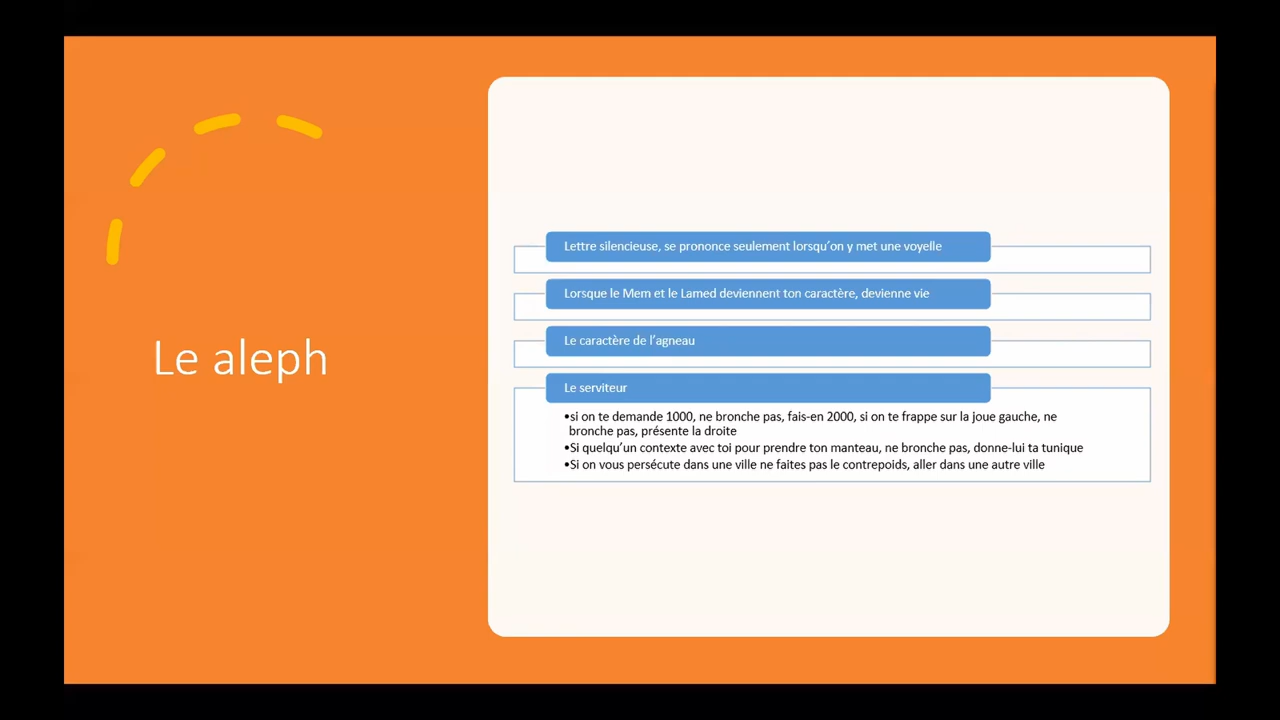 Le aleph
Lettre silencieuse, se prononce seulement lorsqu'on y met une voyelle
Lorsque le Mem et le Lamed deviennent ton caractère, devienne vie
Le caractère de l'agneau
Le serviteur
•si on te demande 1000, ne bronche pas, fais-en 2000, si on te frappe sur la joue gauche, ne
bronche pas, présente la droite
•Si quelqu'un contexte avec toi pour prendre ton manteau, ne bronche pas, donne-lui ta tunique
•Si on vous persécute dans une ville ne faites pas le contrepoids, aller dans une autre ville